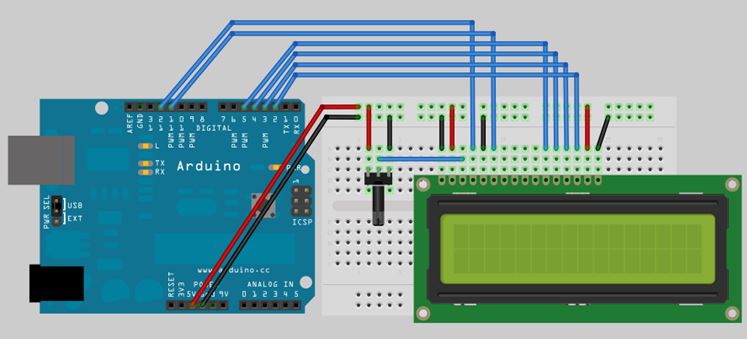 AREF
GND
13
12
11
10
9
8
7
6
5
4
3
2
1
0
PWM
PWM
PWM
PWM
PWM
PWM
TX
RX
DIGITAL
L
TX
RX
Arduino
PWR
USB
EXT
PWR SEL
ICSP
1
www.arduino.cc
RESET
3V3
5V
9V
ANALOG IN
0 1 2 3 4 5